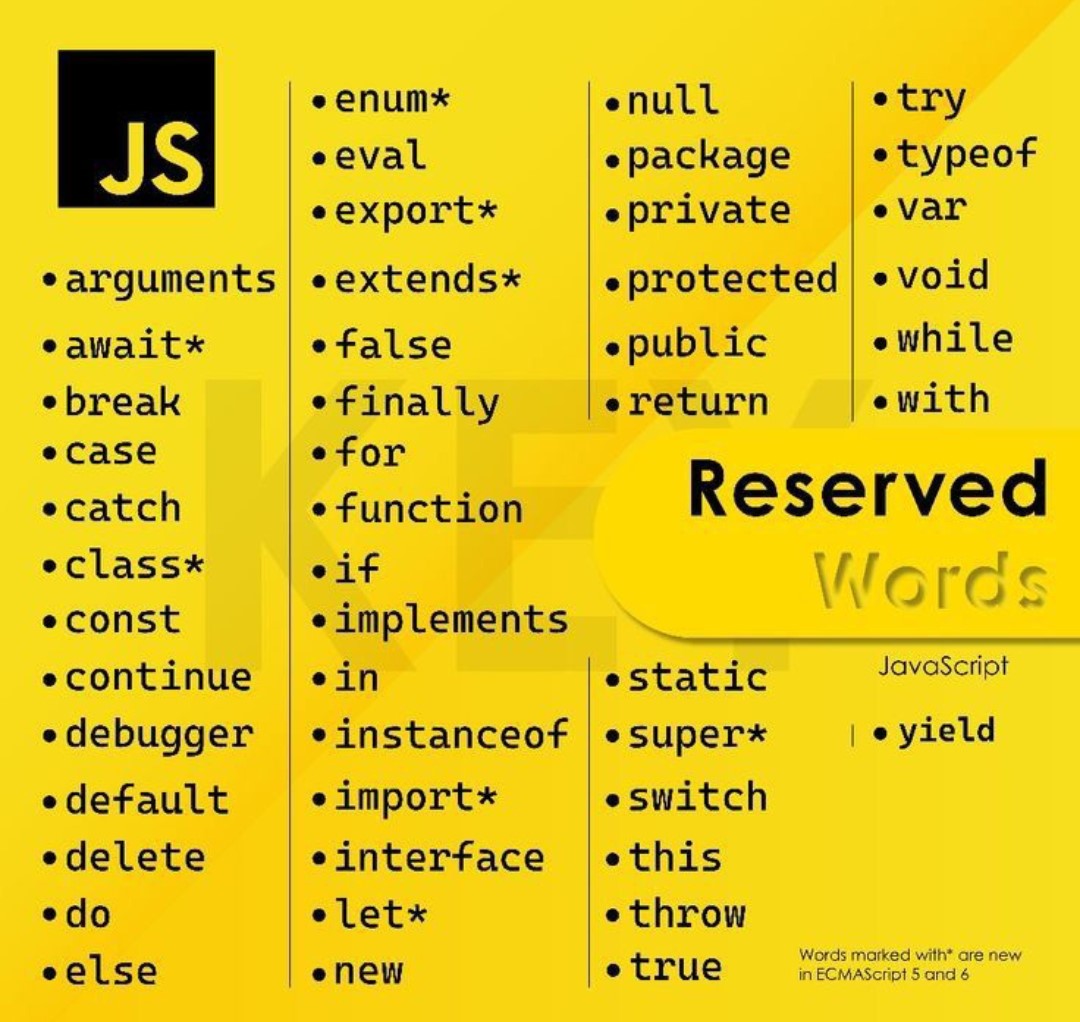 JS
• arguments
• await*
• break
• case
• catch
• class*
• const
• continue
• debugger
• default
• delete
• do
• else
• enum*
• eval
• export*
• extends*
• false
• finally
• for
• function
• if
• implements
• in
• instanceof
• import*
• interface
• let*
• new
• null
• package
• private
• protected
• public
• return
• static
• super*
• switch
• this
• throw
• true
• try
• typeof
• var
• void
• while
• with
• yield
KEY
Reserved
Words
JavaScript
Words marked with* are new
in ECMAScript 5 and 6